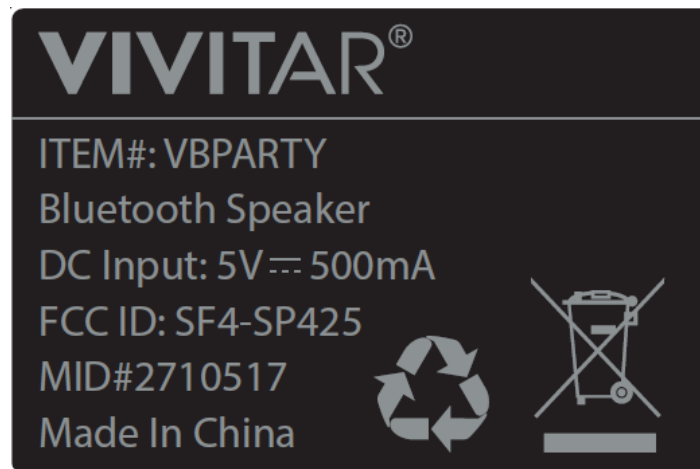 VIVITAR®
ITEM#: VBPARTY
Bluetooth Speaker
DC Input: 5V⎓500mA
FCC ID: SF4-SP425
MID#2710517
Made In China